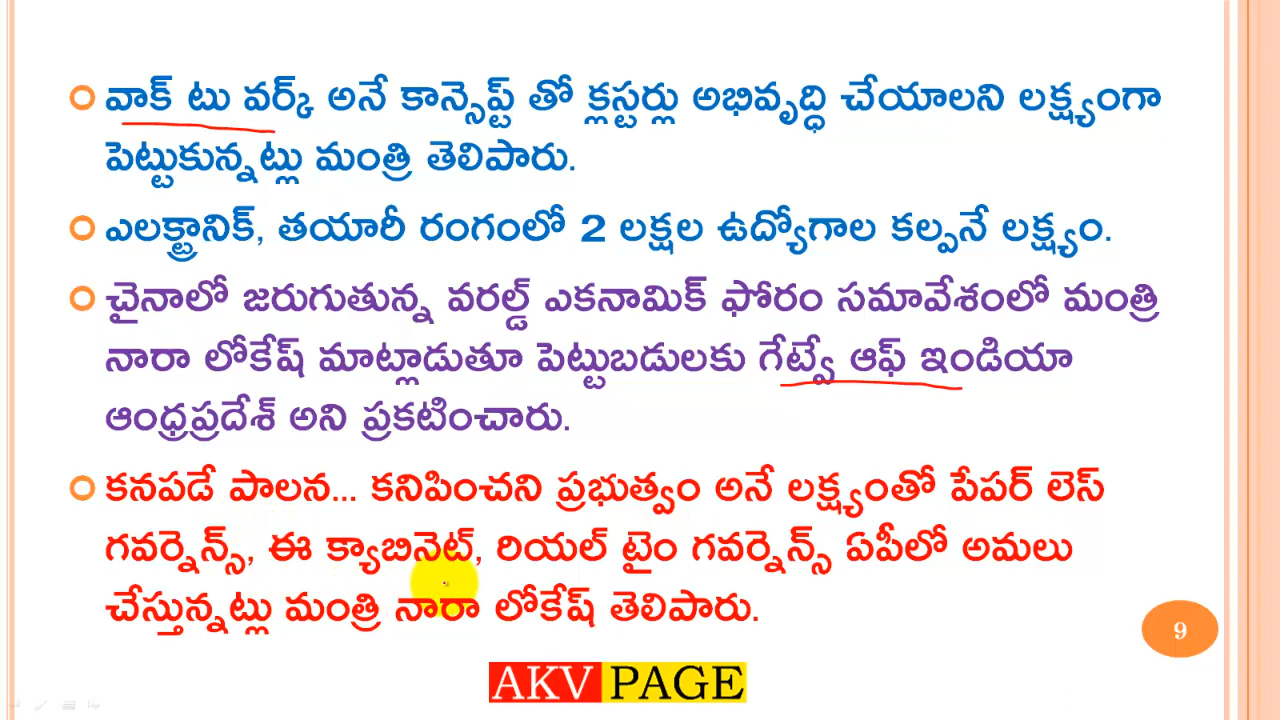 వాక్ టు వర్క్ అనే కాన్సెప్ట్ తో క్లస్టర్లు అభివృద్ధి చేయాలని లక్ష్యంగా
పెట్టుకున్నట్లు మంత్రి తెలిపారు.
ఎలక్ట్రానిక్, తయారీ రంగంలో 2 లక్షల ఉద్యోగాల కల్పనే లక్ష్యం.
చైనాలో జరుగుతున్న వరల్డ్ ఎకనామిక్ ఫోరం సమావేశంలో మంత్రి
నారా లోకేష్ మాట్లాడుతూ పెట్టుబడులకు గేట్వే ఆఫ్ ఇండియా
ఆంధ్రప్రదేశ్ అని ప్రకటించారు.
కనపడే పాలన... కనిపించని ప్రభుత్వం అనే లక్ష్యంతో పేపర్ లెస్
గవర్నెన్స్, ఈ క్యాబినెట్, రియల్ టైం గవర్నెన్స్ ఏపీలో అమలు
చేస్తున్నట్లు మంత్రి నారా లోకేష్ తెలిపారు.
9
AKV PAGE